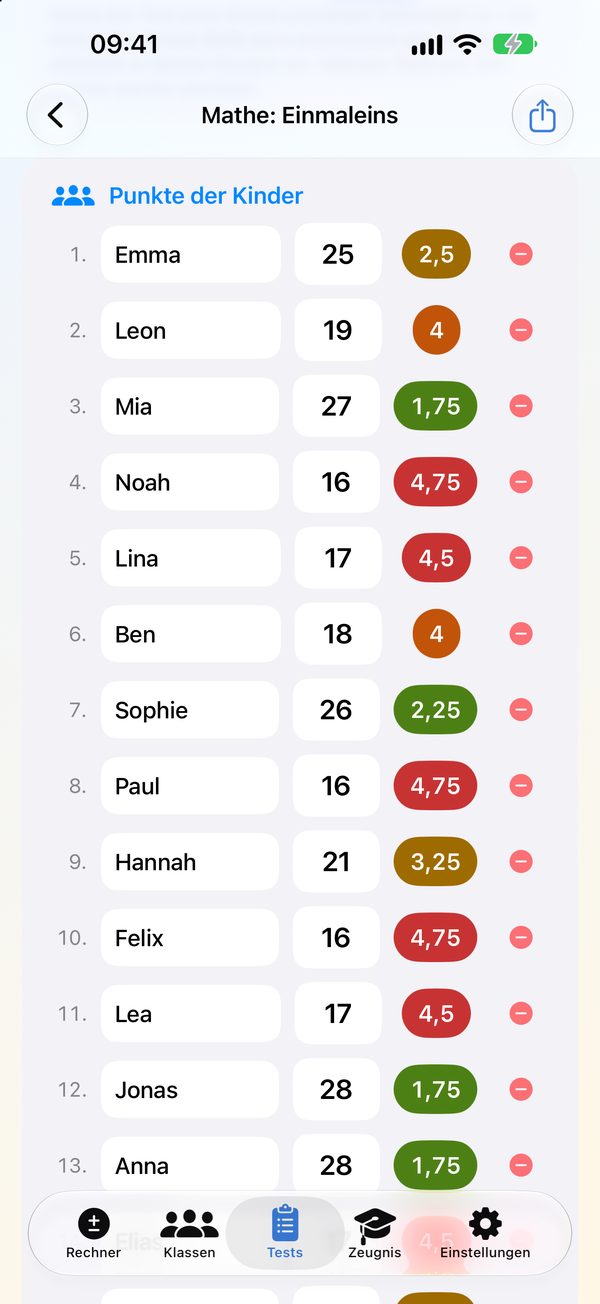 09:41
Mathe: Einmaleins
Punkte der Kinder
1. Emma 25 2,5
2. Leon 19 4
3. Mia 27 1,75
4. Noah 16 4,75
5. Lina 17 4,5
6. Ben 18 4
7. Sophie 26 2,25
8. Paul 16 4,75
9. Hannah 21 3,25
10. Felix 16 4,75
11. Lea 17 4,5
12. Jonas 28 1,75
13. Anna 28 1,75
Elias 4,5
Rechner Klassen Tests Zeugnis Einstellungen